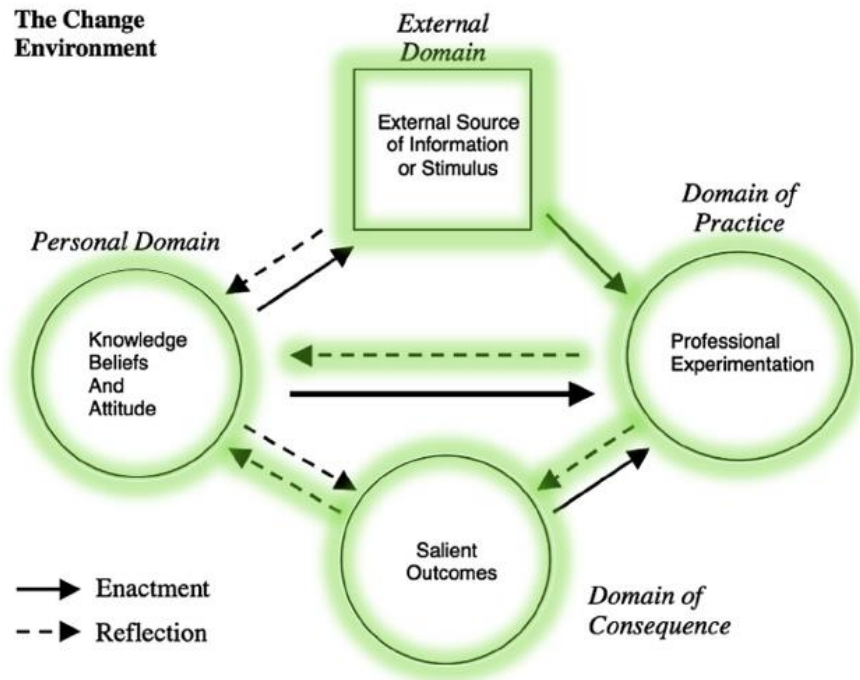 The Change
Environment
External
Domain
External Source
of Information
or Stimulus
Domain of
Practice
Personal Domain
Knowledge
Beliefs
And
Attitude
Professional
Experimentation
Salient
Outcomes
Enactment
Reflection
Domain of
Consequence